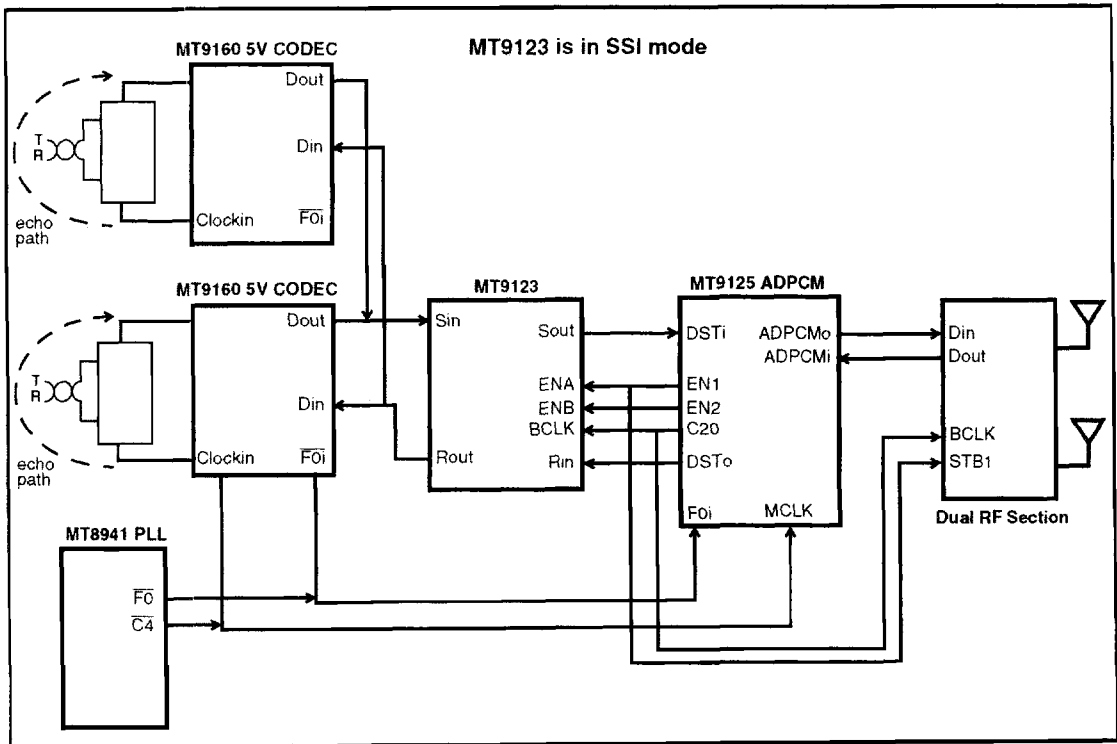 MT9123 is in SSI mode
MT9160 5V CODEC
Dout
Din
Clockin
F0i
T
R
echo
path
MT9160 5V CODEC
Dout
Din
Clockin
F0i
T
R
echo
path
MT9123
Sin
Sout
ENA
ENB
BCLK
Rin
Rout
MT9125 ADPCM
DSTi
ADPCMo
ADPCMi
EN1
EN2
C20
DSTo
F0i
MCLK
Din
Dout
BCLK
STB1
Dual RF Section
MT8941 PLL
F0
C4